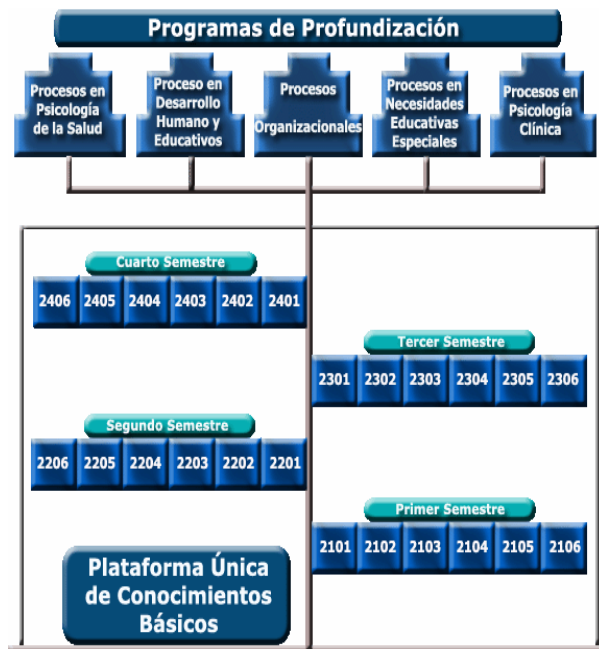 Programas de Profundización
Procesos en
Psicología
de la Salud
Proceso en
Desarrollo
Humano y
Educativos
Procesos
Organizacionales
Procesos en
Necesidades
Educativas
Especiales
Procesos en
Psicología
Clínica
Cuarto Semestre
2406 2405 2404 2403 2402 2401
Tercer Semestre
2301 2302 2303 2304 2305 2306
Segundo Semestre
2206 2205 2204 2203 2202 2201
Primer Semestre
2101 2102 2103 2104 2105 2106
Plataforma Única
de Conocimientos
Básicos